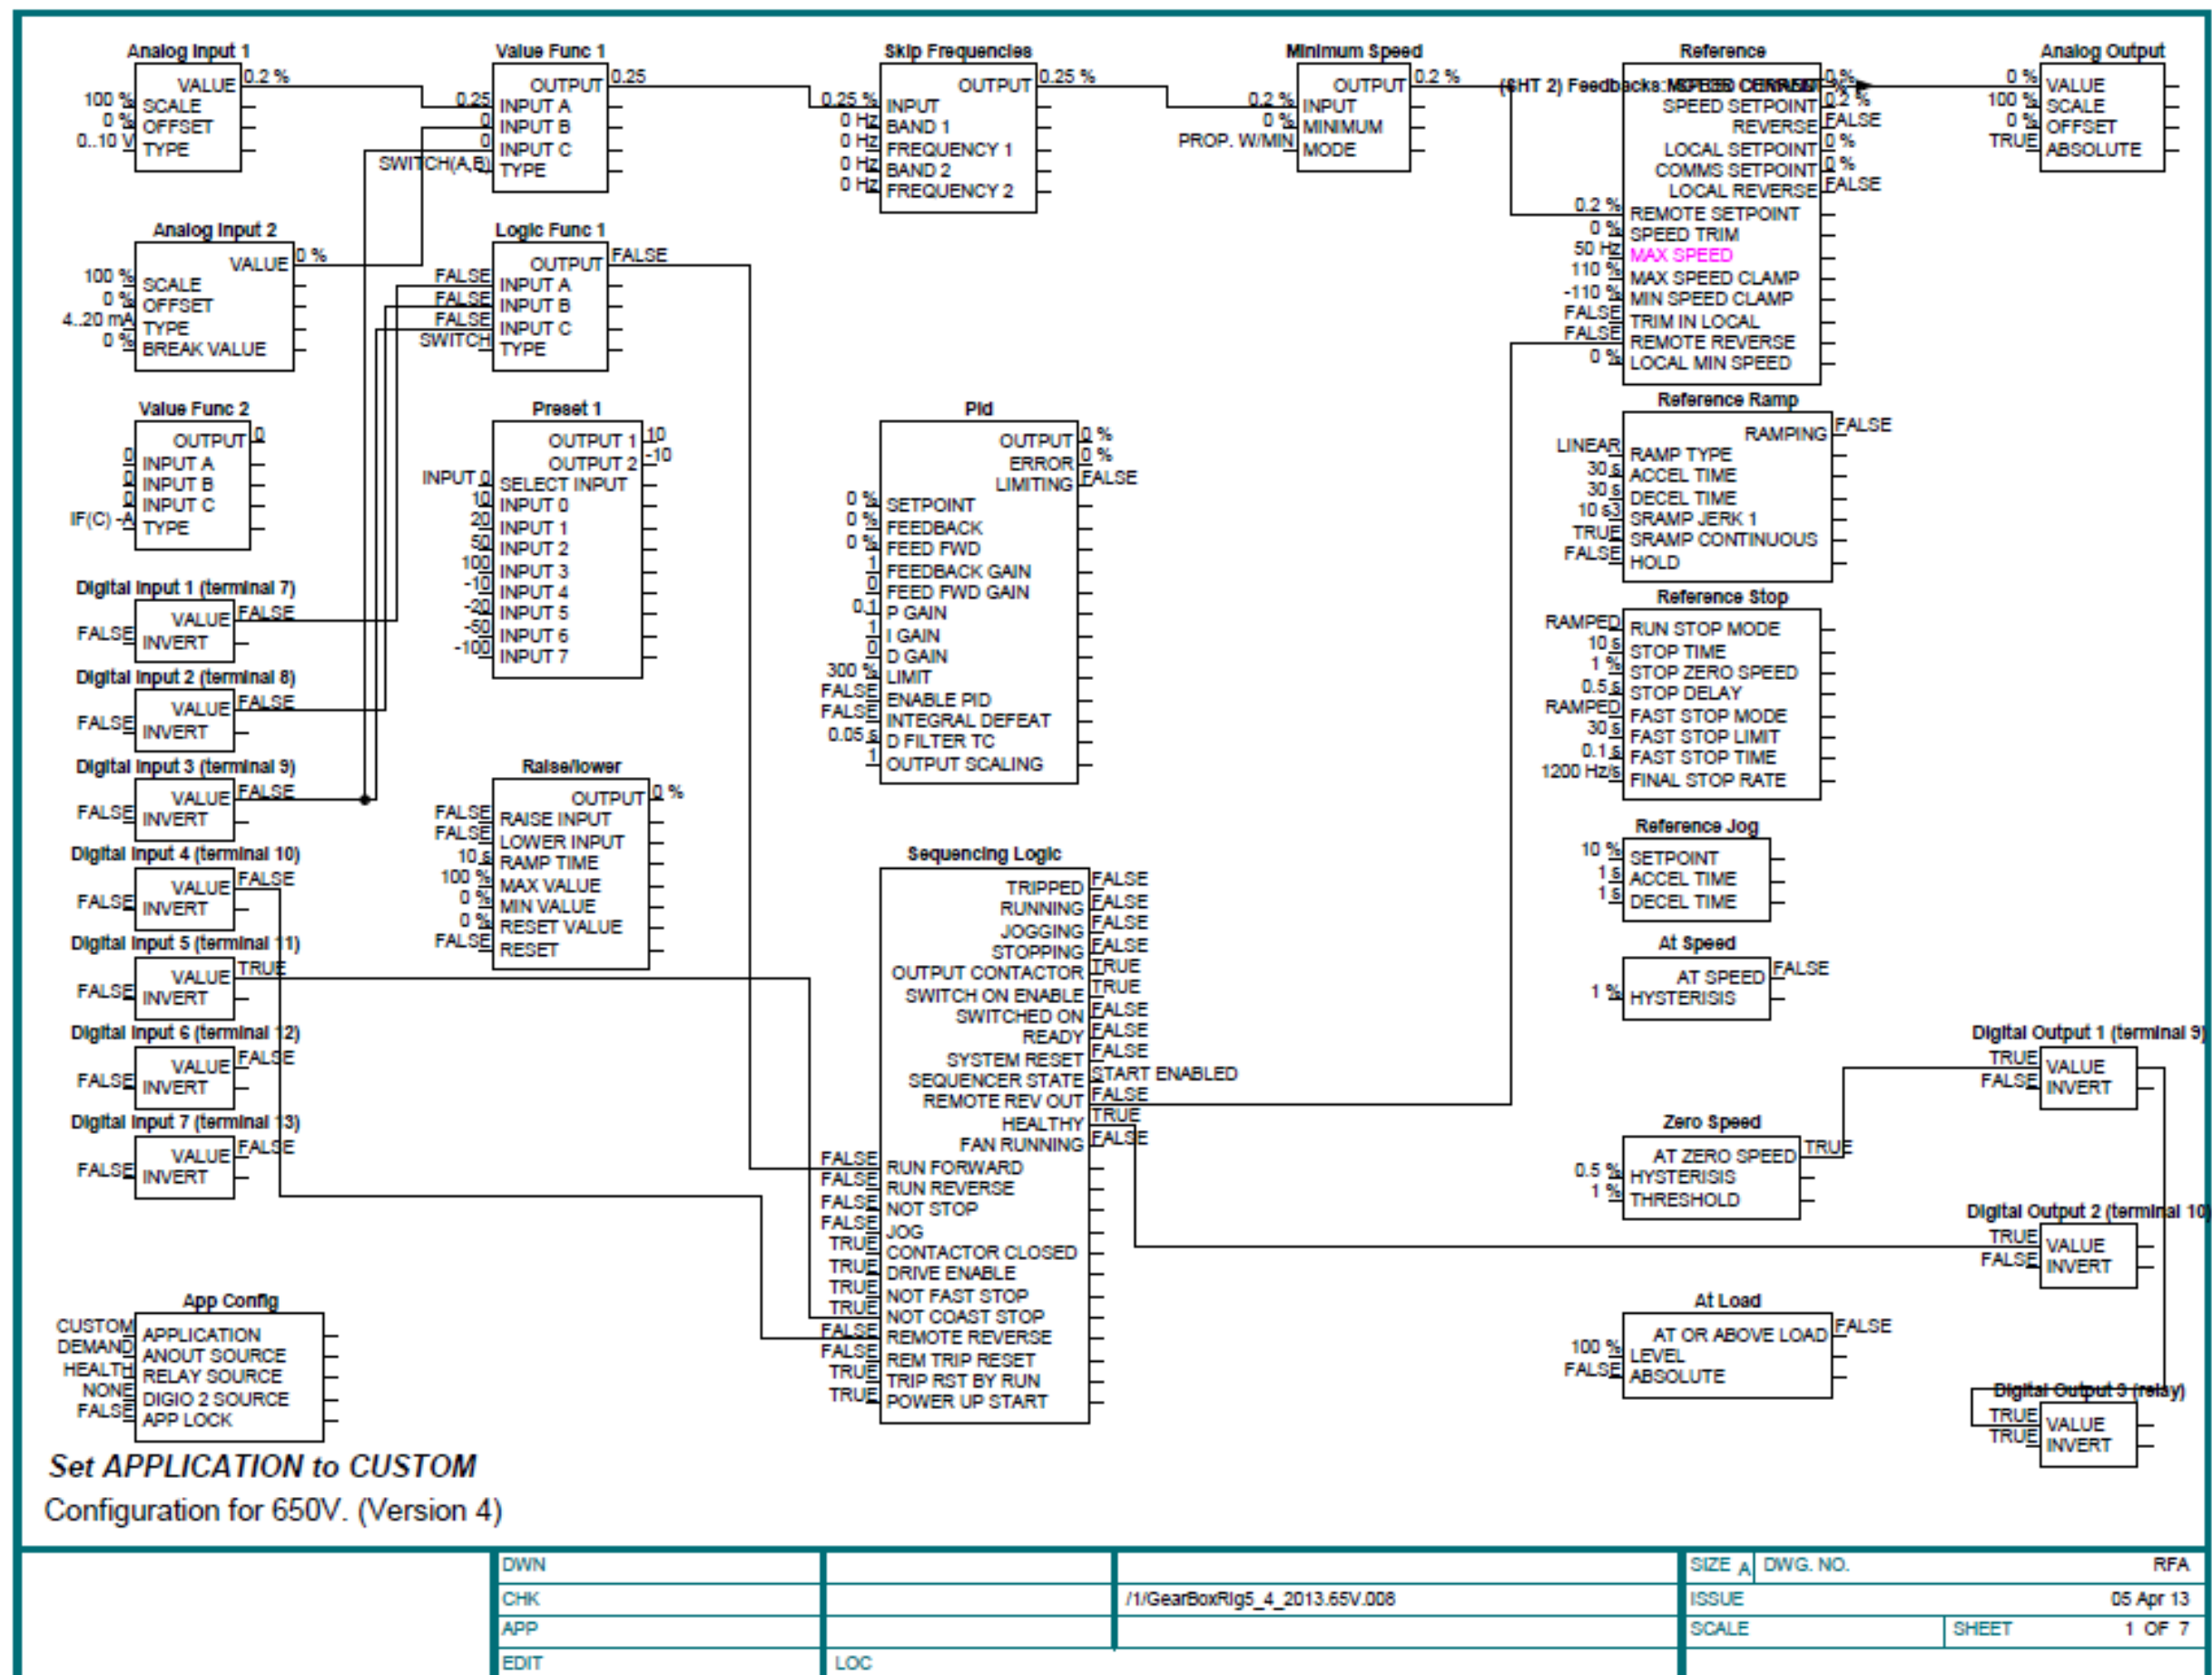 Analog Input 1
VALUE 0.2 %
100 % SCALE
0 % OFFSET
0..10 V TYPE
Value Func 1
OUTPUT 0.25
0.25 INPUT A
0 INPUT B
0 INPUT C
SWITCH(A,B) TYPE
Skip Frequencies
OUTPUT 0.25 %
0.25 % INPUT
0 Hz BAND 1
0 Hz FREQUENCY 1
0 Hz BAND 2
0 Hz FREQUENCY 2
Minimum Speed
OUTPUT 0.2 %
0.2 % INPUT
0 % MINIMUM
PROP. W/MIN MODE
Reference
(SHT 2) Feedbacks: 0 %
SPEED SETPOINT 0.2 %
REVERSE FALSE
LOCAL SETPOINT 0 %
COMMS SETPOINT 0 %
LOCAL REVERSE FALSE
0.2 % REMOTE SETPOINT
0 % SPEED TRIM
50 Hz MAX SPEED
110 % MAX SPEED CLAMP
-110 % MIN SPEED CLAMP
FALSE TRIM IN LOCAL
FALSE REMOTE REVERSE
0 % LOCAL MIN SPEED
Analog Output
0 % VALUE
100 % SCALE
0 % OFFSET
TRUE ABSOLUTE
Analog Input 2
VALUE 0 %
100 % SCALE
0 % OFFSET
4..20 mA TYPE
0 % BREAK VALUE
Logic Func 1
OUTPUT FALSE
FALSE INPUT A
FALSE INPUT B
FALSE INPUT C
SWITCH TYPE
Value Func 2
OUTPUT 0
0 INPUT A
0 INPUT B
0 INPUT C
IF(C) -A TYPE
Preset 1
OUTPUT 1 10
OUTPUT 2 -10
INPUT 0 SELECT INPUT
10 INPUT 0
20 INPUT 1
50 INPUT 2
100 INPUT 3
-10 INPUT 4
-20 INPUT 5
-50 INPUT 6
-100 INPUT 7
Pid
OUTPUT 0 %
ERROR 0 %
LIMITING FALSE
0 % SETPOINT
0 % FEEDBACK
0 % FEED FWD
1 FEEDBACK GAIN
0 FEED FWD GAIN
0.1 P GAIN
1 I GAIN
0 D GAIN
300 % LIMIT
FALSE ENABLE PID
FALSE INTEGRAL DEFEAT
0.05 s D FILTER TC
1 OUTPUT SCALING
Reference Ramp
RAMPING FALSE
LINEAR RAMP TYPE
30 s ACCEL TIME
30 s DECEL TIME
10 s3 SRAMP JERK 1
TRUE SRAMP CONTINUOUS
FALSE HOLD
Digital Input 1 (terminal 7)
VALUE FALSE
FALSE INVERT
Digital Input 2 (terminal 8)
VALUE FALSE
FALSE INVERT
Digital Input 3 (terminal 9)
VALUE FALSE
FALSE INVERT
Digital Input 4 (terminal 10)
VALUE FALSE
FALSE INVERT
Digital Input 5 (terminal 11)
VALUE TRUE
FALSE INVERT
Digital Input 6 (terminal 12)
VALUE FALSE
FALSE INVERT
Digital Input 7 (terminal 13)
VALUE FALSE
FALSE INVERT
Raise/lower
OUTPUT 0 %
FALSE RAISE INPUT
FALSE LOWER INPUT
10 s RAMP TIME
100 % MAX VALUE
0 % MIN VALUE
0 % RESET VALUE
FALSE RESET
Reference Stop
RAMPED RUN STOP MODE
10 s STOP TIME
1 % STOP ZERO SPEED
0.5 s STOP DELAY
RAMPED FAST STOP MODE
30 s FAST STOP LIMIT
0.1 s FAST STOP TIME
1200 Hz/s FINAL STOP RATE
Reference Jog
10 % SETPOINT
1 s ACCEL TIME
1 s DECEL TIME
Sequencing Logic
TRIPPED FALSE
RUNNING FALSE
JOGGING FALSE
STOPPING FALSE
OUTPUT CONTACTOR TRUE
SWITCH ON ENABLE TRUE
SWITCHED ON FALSE
READY FALSE
SYSTEM RESET FALSE
SEQUENCER STATE START ENABLED
REMOTE REV OUT FALSE
HEALTHY TRUE
FAN RUNNING FALSE
FALSE RUN FORWARD
FALSE RUN REVERSE
FALSE NOT STOP
FALSE JOG
TRUE CONTACTOR CLOSED
TRUE DRIVE ENABLE
TRUE NOT FAST STOP
TRUE NOT COAST STOP
FALSE REMOTE REVERSE
FALSE REM TRIP RESET
TRUE TRIP RST BY RUN
TRUE POWER UP START
At Speed
AT SPEED FALSE
1 % HYSTERISIS
Zero Speed
AT ZERO SPEED TRUE
0.5 % HYSTERISIS
1 % THRESHOLD
At Load
AT OR ABOVE LOAD FALSE
100 % LEVEL
FALSE ABSOLUTE
Digital Output 1 (terminal 9)
TRUE VALUE
FALSE INVERT
Digital Output 2 (terminal 10)
TRUE VALUE
FALSE INVERT
Digital Output 3 (relay)
TRUE VALUE
TRUE INVERT
App Config
CUSTOM APPLICATION
DEMAND ANOUT SOURCE
HEALTH RELAY SOURCE
NONE DIGIO 2 SOURCE
FALSE APP LOCK
Set APPLICATION to CUSTOM
Configuration for 650V. (Version 4)
DWN
CHK
APP
EDIT
LOC
/1/GearBoxRig5_4_2013.65V.008
SIZE A DWG. NO. RFA
ISSUE 05 Apr 13
SCALE SHEET 1 OF 7